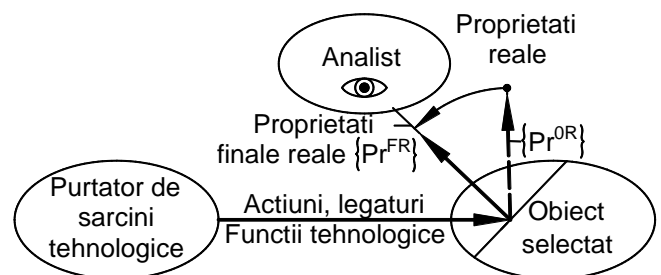 Proprietati
reale
Analist
Proprietati
finale reale {Pr^FR}
{Pr^0R}
Purtator de
sarcini
tehnologice
Actiuni, legaturi
Functii tehnologice
Obiect
selectat